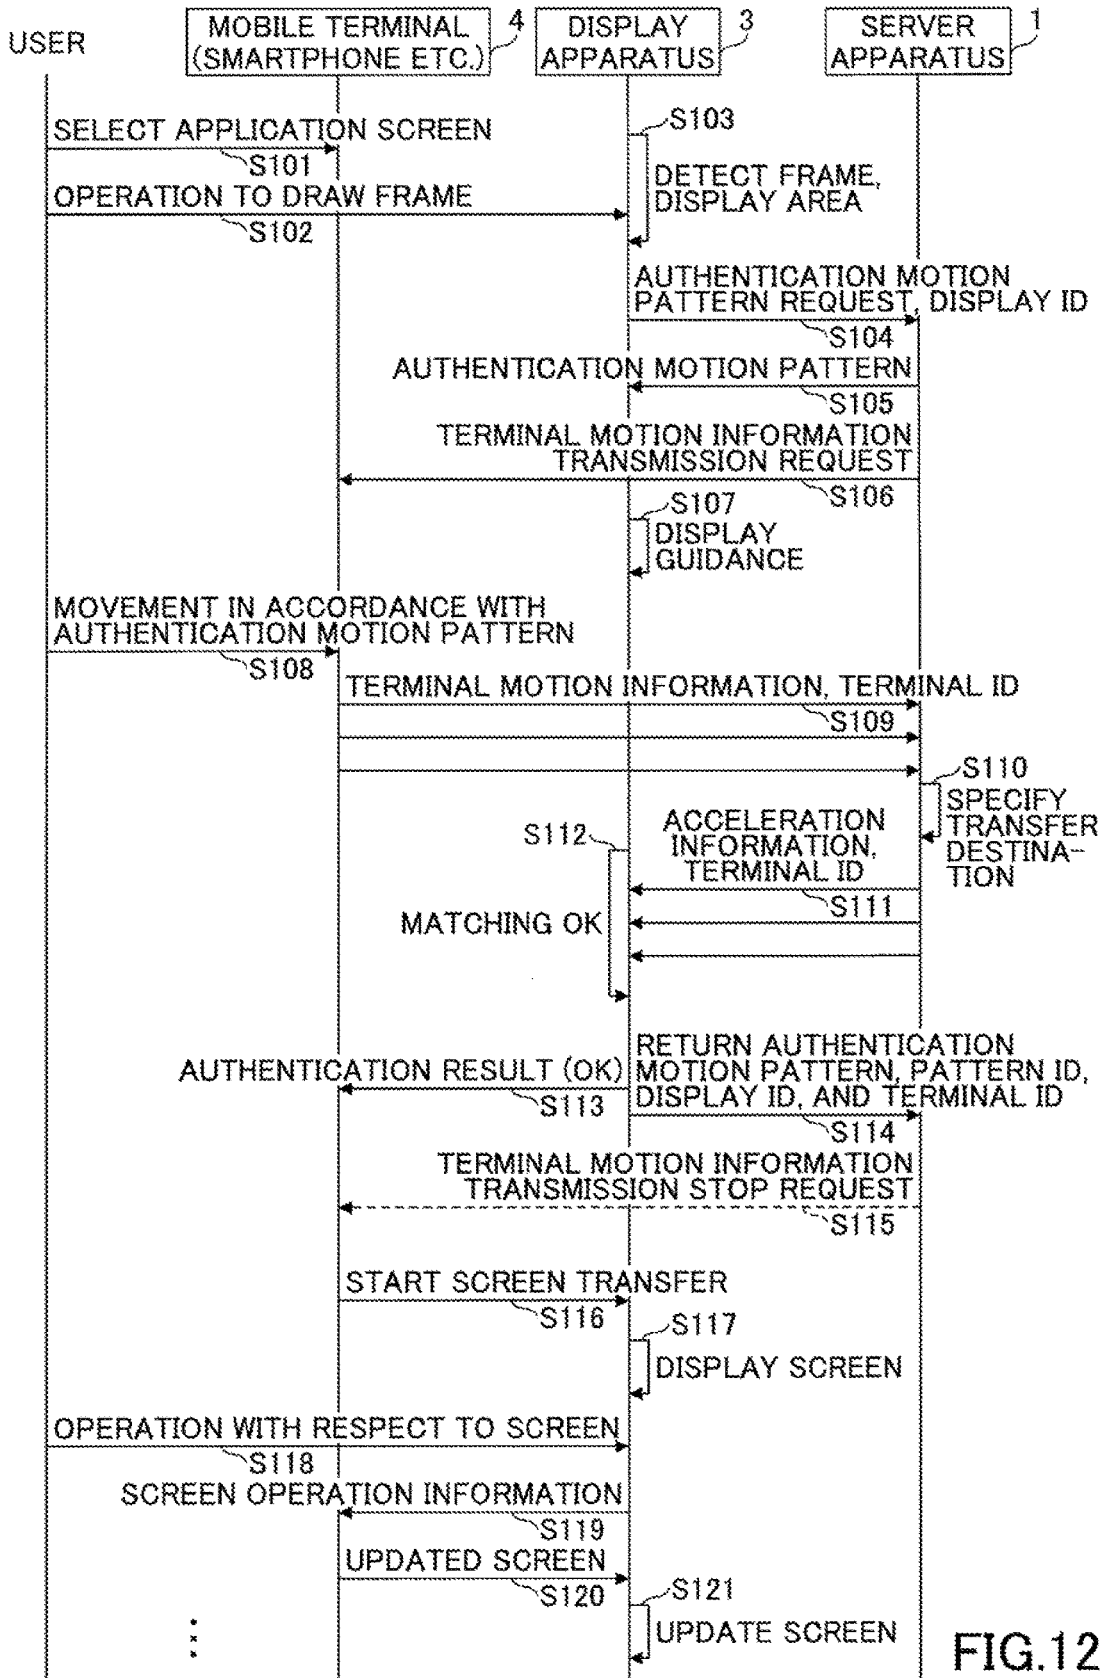 USER
MOBILE TERMINAL
(SMARTPHONE ETC.)
4
DISPLAY
APPARATUS
3
SERVER
APPARATUS
1
SELECT APPLICATION SCREEN
S101
S103
DETECT FRAME,
DISPLAY AREA
OPERATION TO DRAW FRAME
S102
AUTHENTICATION MOTION
PATTERN REQUEST, DISPLAY ID
S104
AUTHENTICATION MOTION PATTERN
S105
TERMINAL MOTION INFORMATION
TRANSMISSION REQUEST
S106
S107
DISPLAY
GUIDANCE
MOVEMENT IN ACCORDANCE WITH
AUTHENTICATION MOTION PATTERN
S108
TERMINAL MOTION INFORMATION, TERMINAL ID
S109
S110
SPECIFY
TRANSFER
DESTINA-
TION
ACCELERATION
INFORMATION,
TERMINAL ID
S111
S112
MATCHING OK
AUTHENTICATION RESULT (OK)
S113
RETURN AUTHENTICATION
MOTION PATTERN, PATTERN ID,
DISPLAY ID, AND TERMINAL ID
S114
TERMINAL MOTION INFORMATION
TRANSMISSION STOP REQUEST
S115
START SCREEN TRANSFER
S116
S117
DISPLAY SCREEN
OPERATION WITH RESPECT TO SCREEN
S118
SCREEN OPERATION INFORMATION
S119
UPDATED SCREEN
S120
S121
UPDATE SCREEN
FIG.12